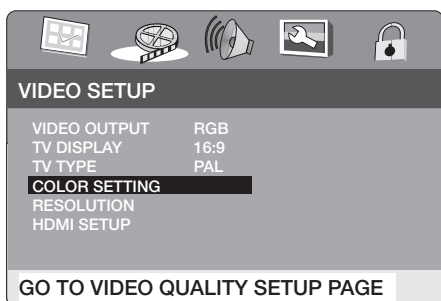 VIDEO SETUP
VIDEO OUTPUT RGB
TV DISPLAY 16:9
TV TYPE PAL
COLOR SETTING
RESOLUTION
HDMI SETUP
GO TO VIDEO QUALITY SETUP PAGE